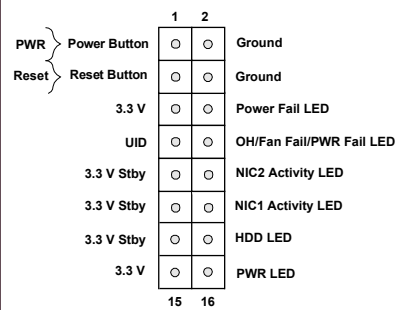 1 2
PWR Power Button Ground
Reset Reset Button Ground
3.3 V Power Fail LED
UID OH/Fan Fail/PWR Fail LED
3.3 V Stby NIC2 Activity LED
3.3 V Stby NIC1 Activity LED
3.3 V Stby HDD LED
3.3 V PWR LED
15 16